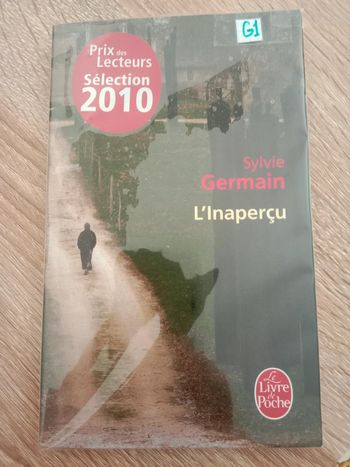 G1
Prix des
Lecteurs
Sélection
2010
Sylvie
Germain
L'Inaperçu
Le
Livre
de
Poche